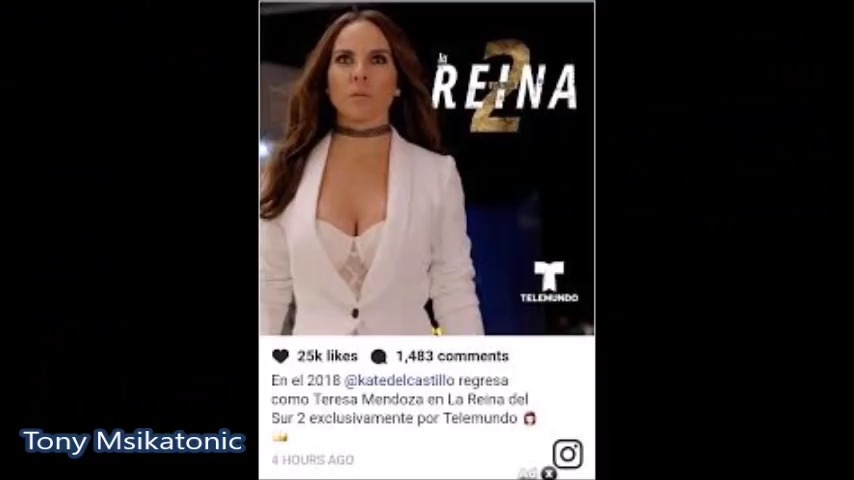 la
REINA
2
TELEMUNDO
25k likes 1,483 comments
En el 2018 @katedelcastillo regresa
como Teresa Mendoza en La Reina del
Sur 2 exclusivamente por Telemundo
4 HOURS AGO
Tony Msikatonic
Ad x